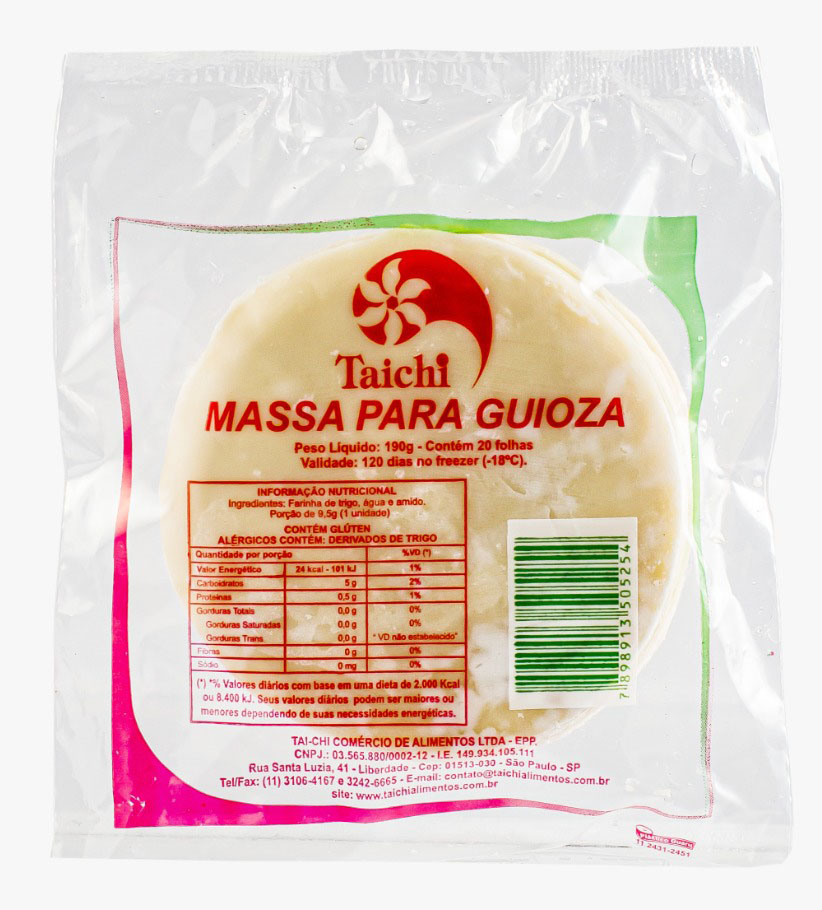 Taichi
MASSA PARA GUIOZA
Peso Líquido: 190g - Contém 20 folhas
Validade: 120 dias no freezer (-18ºC).
INFORMAÇÃO NUTRICIONAL
Ingredientes: Farinha de trigo, água e amido.
Porção de 9,5g (1 unidade)
CONTÉM GLÚTEN
ALÉRGICOS CONTÉM: DERIVADOS DE TRIGO
Quantidade por porção %VD (*)
Valor Energético 24 kcal - 101 kJ 1%
Carboidratos 5 g 2%
Proteínas 0,5 g 1%
Gorduras Totais 0,0 g 0%
Gorduras Saturadas 0,0 g 0%
Gorduras Trans 0,0 g " VD não estabelecido"
Fibras 0 g 0%
Sódio 0 mg 0%
(*) *% Valores diários com base em uma dieta de 2.000 Kcal
ou 8.400 kJ. Seus valores diários podem ser maiores ou
menores dependendo de suas necessidades energéticas.
7 898913 505254
TAI-CHI COMÉRCIO DE ALIMENTOS LTDA - EPP.
CNPJ.: 03.565.880/0002-12 - I.E. 149.934.105.111
Rua Santa Luzia, 41 - Liberdade - Cep: 01513-030 - São Paulo - SP
Tel/Fax: (11) 3106-4167 e 3242-6665 - E-mail: contato@taichialimentos.com.br
site: www.taichialimentos.com.br
11 2431-2451